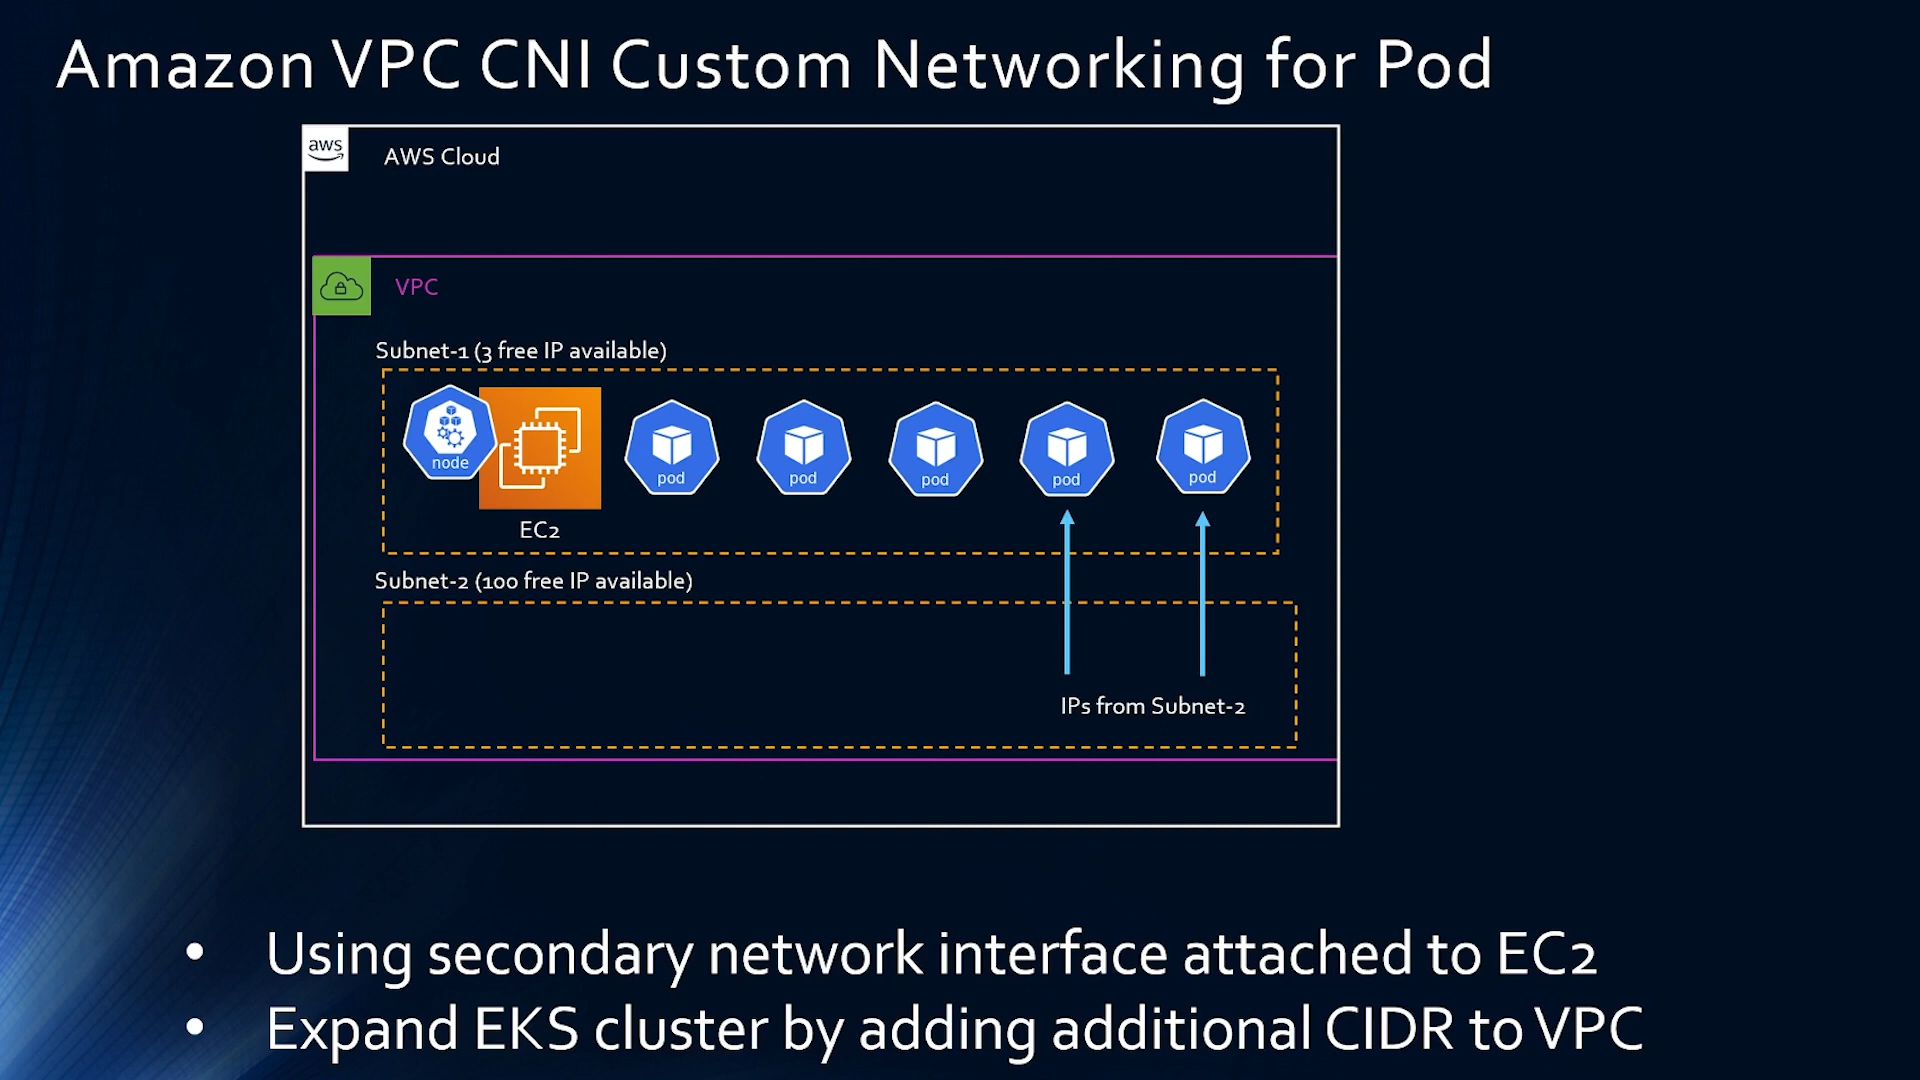 Amazon VPC CNI Custom Networking for Pod
aws
AWS Cloud
VPC
Subnet-1 (3 free IP available)
node
pod
pod
pod
pod
pod
EC2
Subnet-2 (100 free IP available)
IPs from Subnet-2
• Using secondary network interface attached to EC2
• Expand EKS cluster by adding additional CIDR to VPC